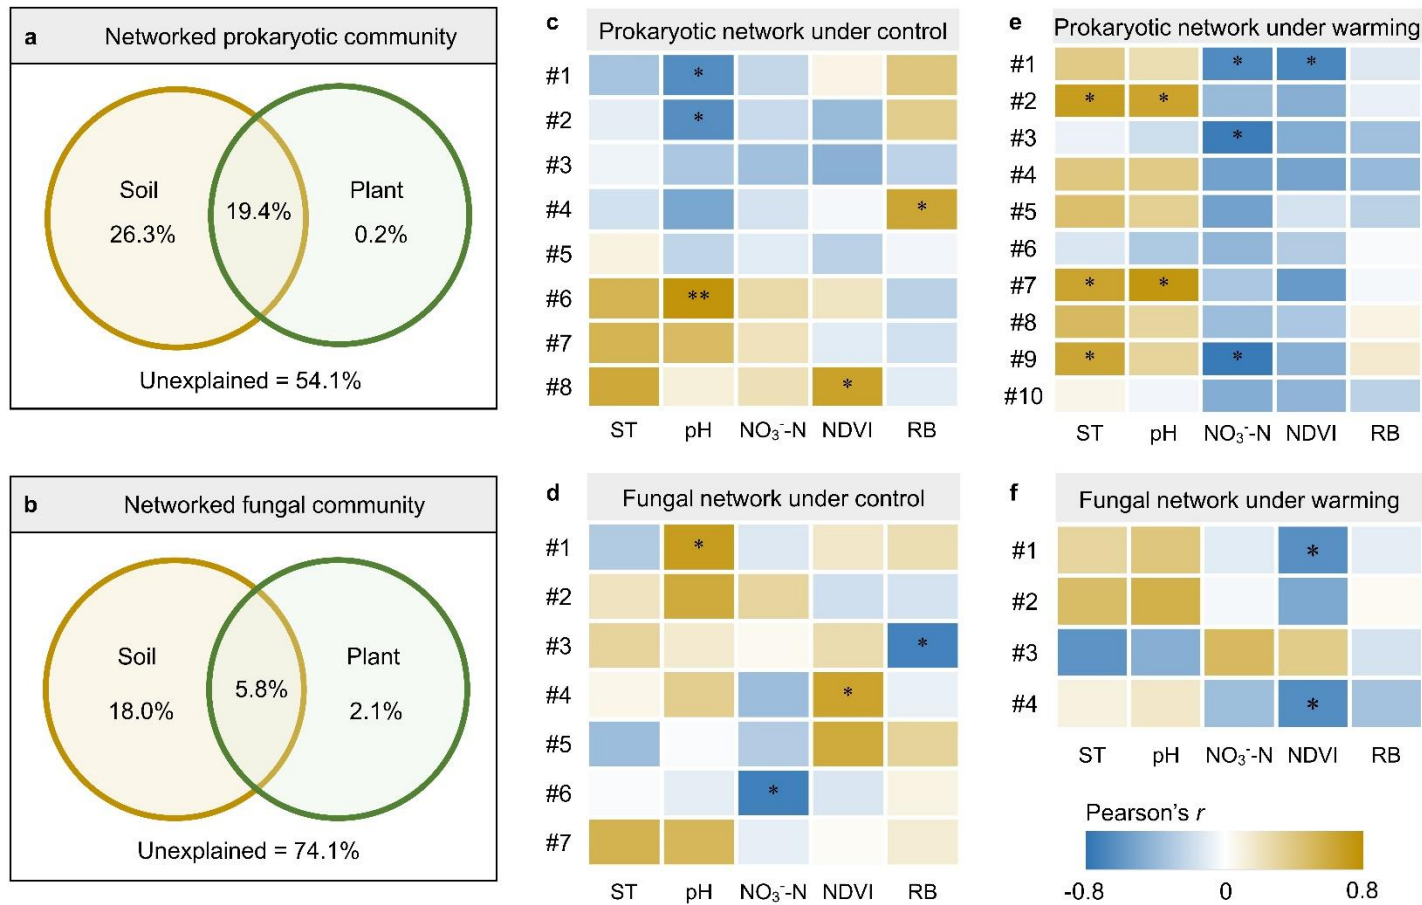 a Networked prokaryotic community
Soil
26.3%
19.4%
Plant
0.2%
Unexplained = 54.1%
b Networked fungal community
Soil
18.0%
5.8%
Plant
2.1%
Unexplained = 74.1%
c Prokaryotic network under control
#1 *
#2 *
#3
#4 *
#5
#6 **
#7
#8 *
ST pH NO₃⁻-N NDVI RB
d Fungal network under control
#1 *
#2
#3 *
#4 *
#5
#6 *
#7
ST pH NO₃⁻-N NDVI RB
e Prokaryotic network under warming
#1 * *
#2 * *
#3 *
#4
#5
#6
#7 * *
#8
#9 * *
#10
ST pH NO₃⁻-N NDVI RB
f Fungal network under warming
#1 *
#2
#3
#4 *
ST pH NO₃⁻-N NDVI RB
Pearson's r
-0.8 0 0.8